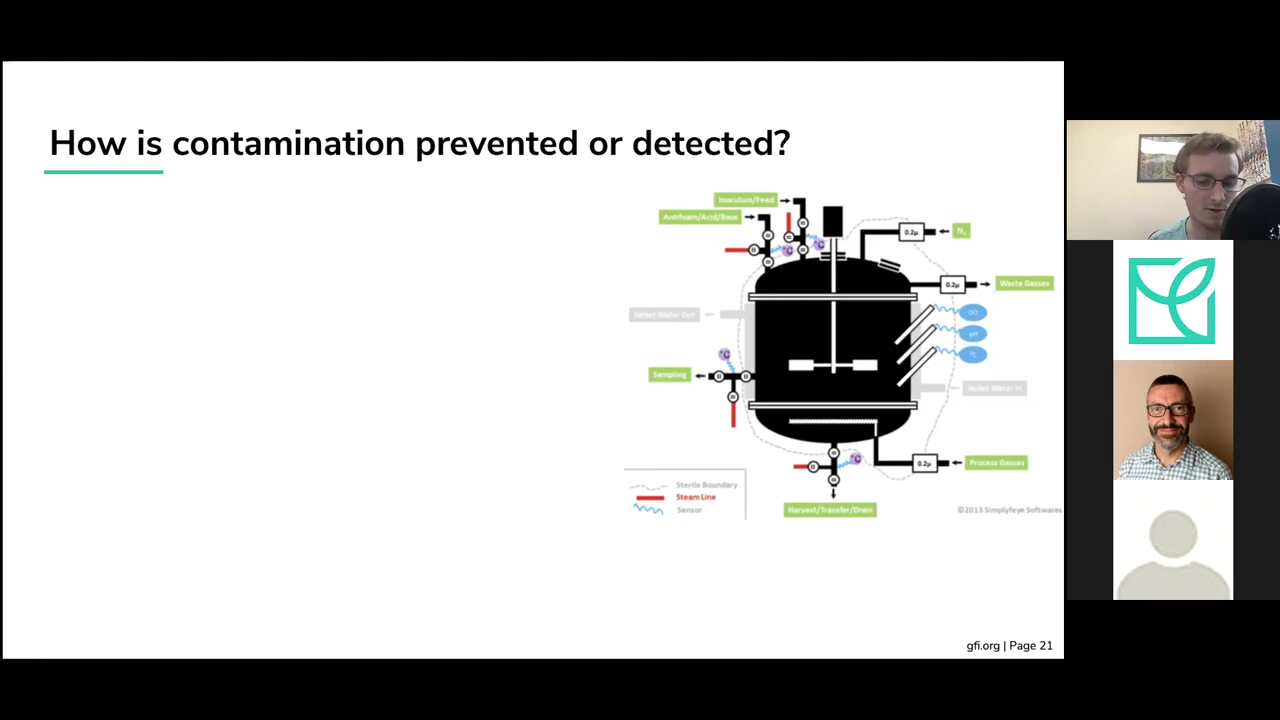 How is contamination prevented or detected?
Inoculum/Feed
Antifoam/Acid/Base
°C
°C
0.2µ
N₂
0.2µ
Waste Gasses
Jacket Water Out
DO
pH
°C
°C
Sampling
Jacket Water In
0.2µ
Process Gasses
°C
Sterile Boundary
Steam Line
Sensor
Harvest/Transfer/Drain
©2013 Simplyfeye Softwares
gfi.org | Page 21